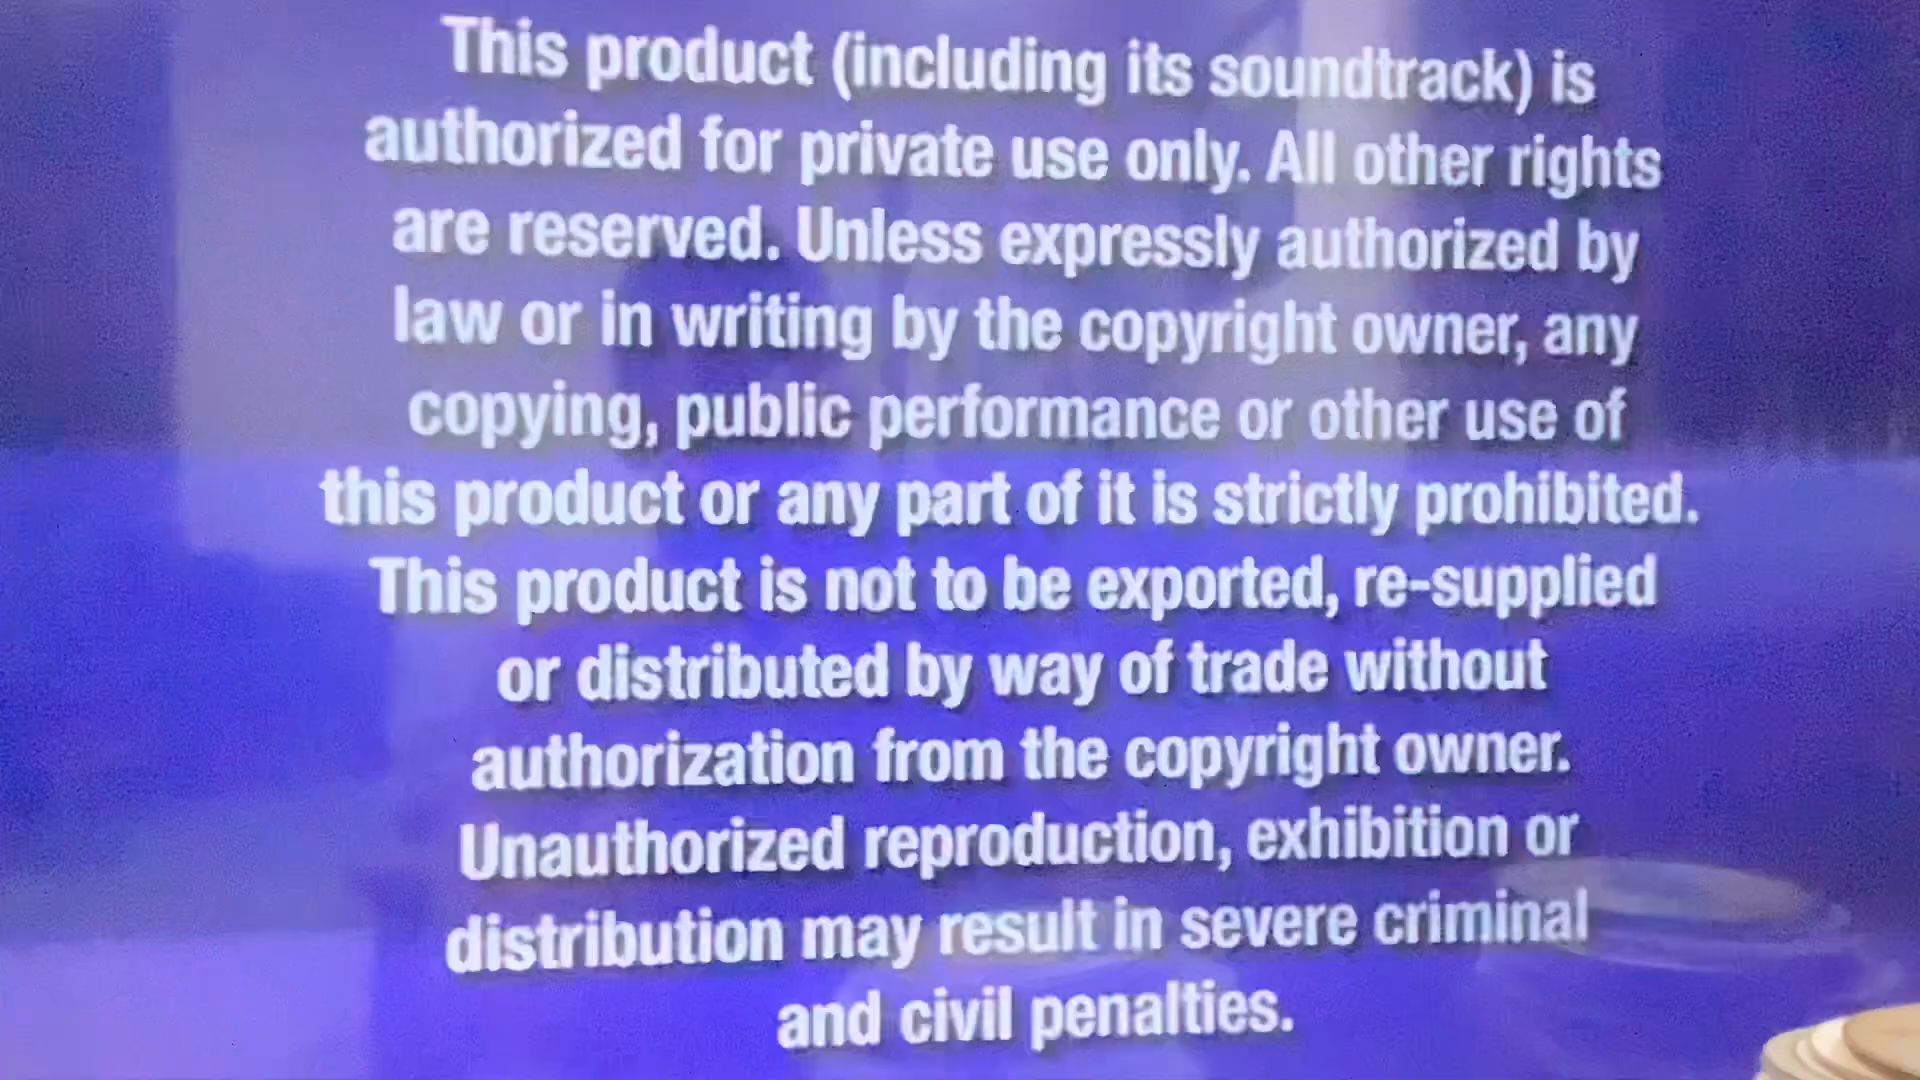 This product (including its soundtrack) is
authorized for private use only. All other rights
are reserved. Unless expressly authorized by
law or in writing by the copyright owner, any
copying, public performance or other use of
this product or any part of it is strictly prohibited.
This product is not to be exported, re-supplied
or distributed by way of trade without
authorization from the copyright owner.
Unauthorized reproduction, exhibition or
distribution may result in severe criminal
and civil penalties.